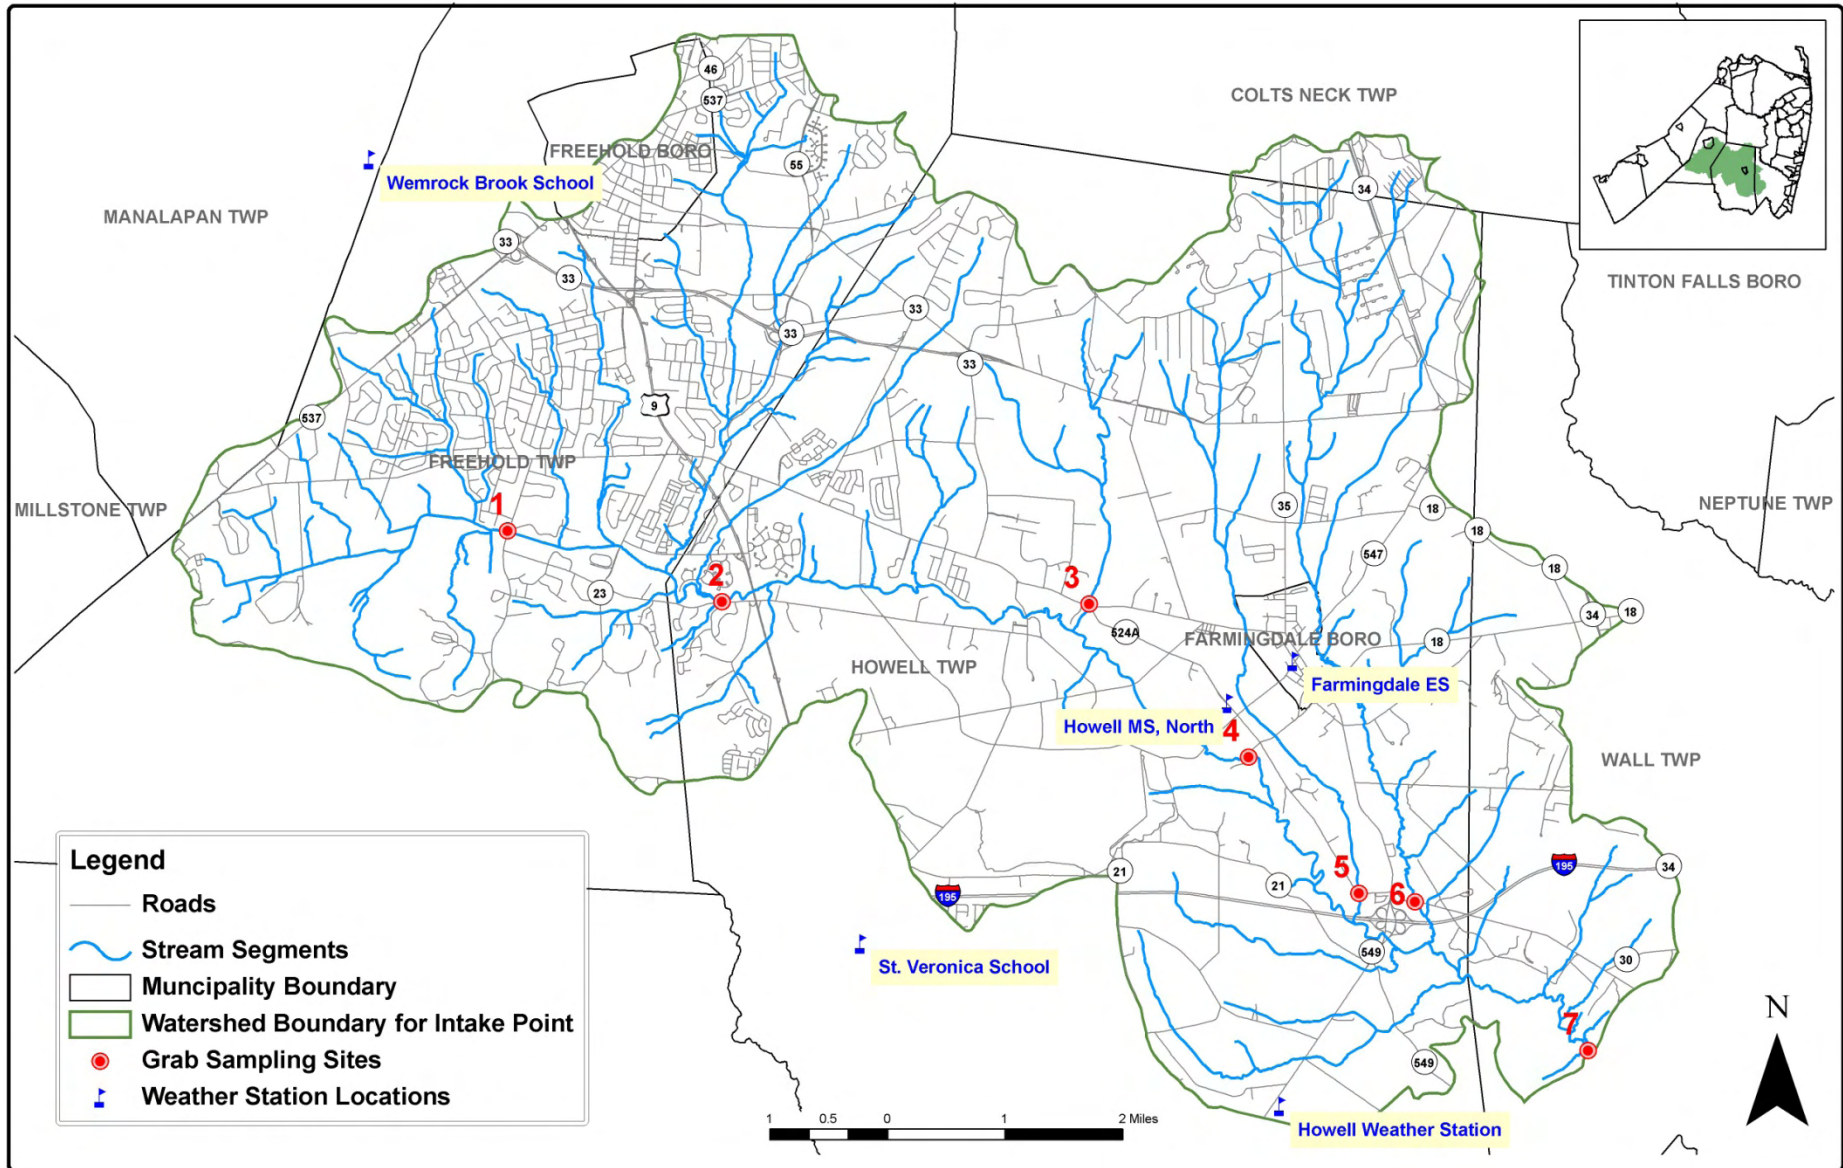 46
537
COLTS NECK TWP
FREEHOLD BORO
55
Wemrock Brook School
34
MANALAPAN TWP
33
33
TINTON FALLS BORO
33
33
33
9
537
FREEHOLD TWP
1
MILLSTONE TWP
35
18
NEPTUNE TWP
18
547
18
2
3
23
34
18
524A
FARMINGDALE BORO
18
HOWELL TWP
Farmingdale ES
Howell MS, North
4
WALL TWP
Legend
Roads
Stream Segments
Muncipality Boundary
Watershed Boundary for Intake Point
Grab Sampling Sites
Weather Station Locations
21
195
34
5
21
6
195
549
30
St. Veronica School
7
N
549
1
0.5
0
1
2 Miles
Howell Weather Station